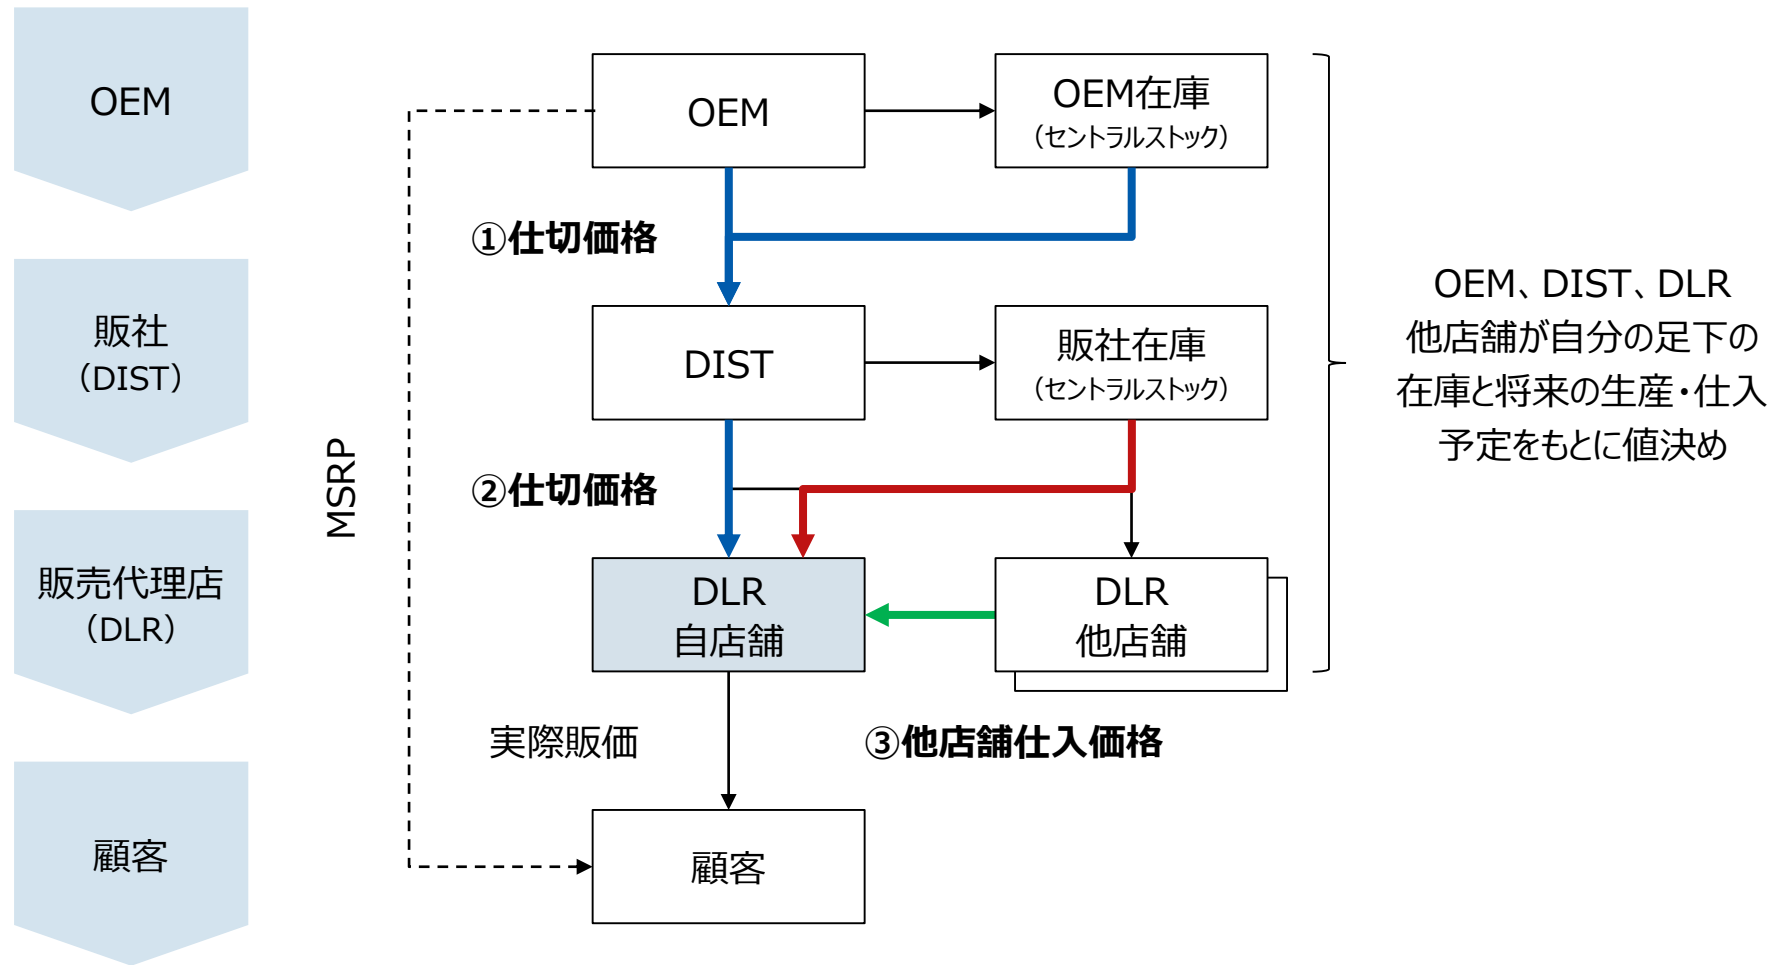 OEM
販社
（DIST）
販売代理店
（DLR）
顧客
MSRP
OEM
OEM在庫
（セントラルストック）
①仕切価格
DIST
販社在庫
（セントラルストック）
②仕切価格
DLR
自店舗
DLR
他店舗
実際販価
③他店舗仕入価格
顧客
OEM、DIST、DLR
他店舗が自分の足下の
在庫と将来の生産・仕入
予定をもとに値決め